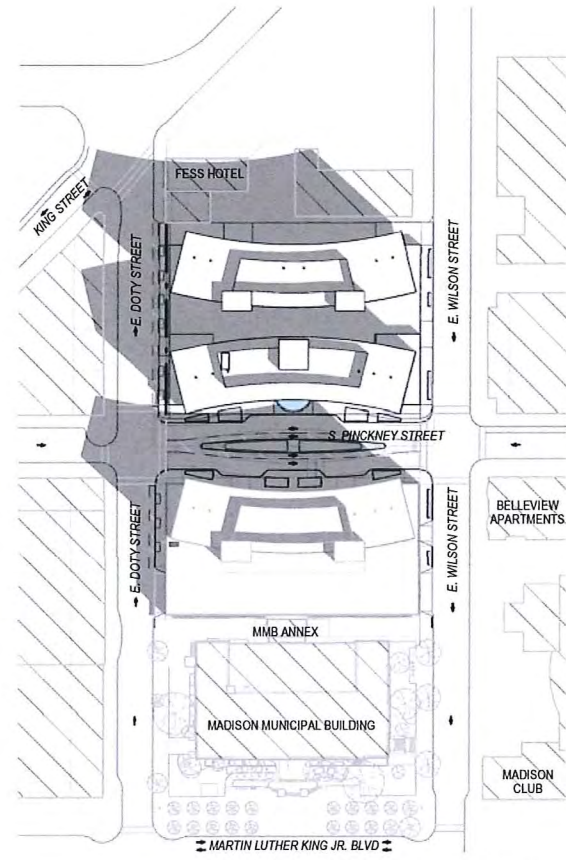 FESS HOTEL
KING STREET
E. DOTY STREET
E. WILSON STREET
S. PINCKNEY STREET
BELLEVIEW
APARTMENTS
E. DOTY STREET
E. WILSON STREET
MMB ANNEX
MADISON MUNICIPAL BUILDING
MADISON
CLUB
MARTIN LUTHER KING JR. BLVD